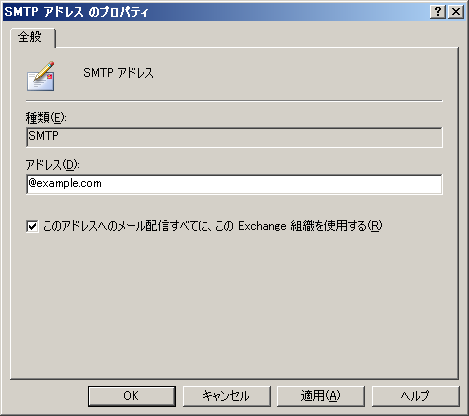 SMTP アドレス のプロパティ
全般
SMTP アドレス
種類(E):
SMTP
アドレス(D):
@example.com
このアドレスへのメール配信すべてに、この Exchange 組織を使用する(R)
OK
キャンセル
適用(A)
ヘルプ